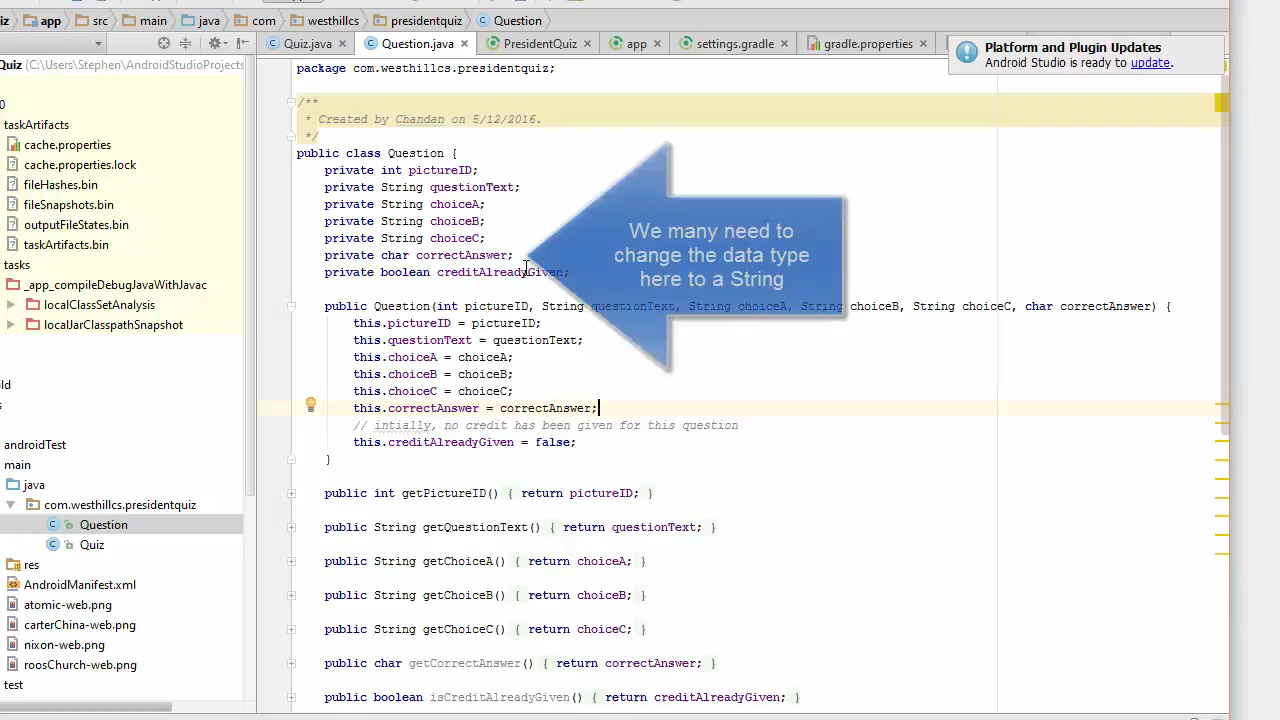 iz app src main java com westhillcs presidentquiz Question
Quiz.java Question.java PresidentQuiz app settings.gradle gradle.properties
Platform and Plugin Updates
Android Studio is ready to update.
Quiz (C:\Users\Stephen\AndroidStudioProjects
0
taskArtifacts
cache.properties
cache.properties.lock
fileHashes.bin
fileSnapshots.bin
outputFileStates.bin
taskArtifacts.bin
tasks
_app_compileDebugJavaWithJavac
localClassSetAnalysis
localJarClasspathSnapshot
ild
s
androidTest
main
java
com.westhillcs.presidentquiz
Question
Quiz
res
AndroidManifest.xml
atomic-web.png
carterChina-web.png
nixon-web.png
roosChurch-web.png
test
package com.westhillcs.presidentquiz;
/**
* Created by Chandan on 5/12/2016.
*/
public class Question {
private int pictureID;
private String questionText;
private String choiceA;
private String choiceB;
private String choiceC;
private char correctAnswer;
private boolean creditAlreadyGiven;
We many need to
change the data type
here to a String
public Question(int pictureID, String questionText, String choiceA, String choiceB, String choiceC, char correctAnswer) {
this.pictureID = pictureID;
this.questionText = questionText;
this.choiceA = choiceA;
this.choiceB = choiceB;
this.choiceC = choiceC;
this.correctAnswer = correctAnswer;
// intially, no credit has been given for this question
this.creditAlreadyGiven = false;
}
public int getPictureID() { return pictureID; }
public String getQuestionText() { return questionText; }
public String getChoiceA() { return choiceA; }
public String getChoiceB() { return choiceB; }
public String getChoiceC() { return choiceC; }
public char getCorrectAnswer() { return correctAnswer; }
public boolean isCreditAlreadyGiven() { return creditAlreadyGiven; }